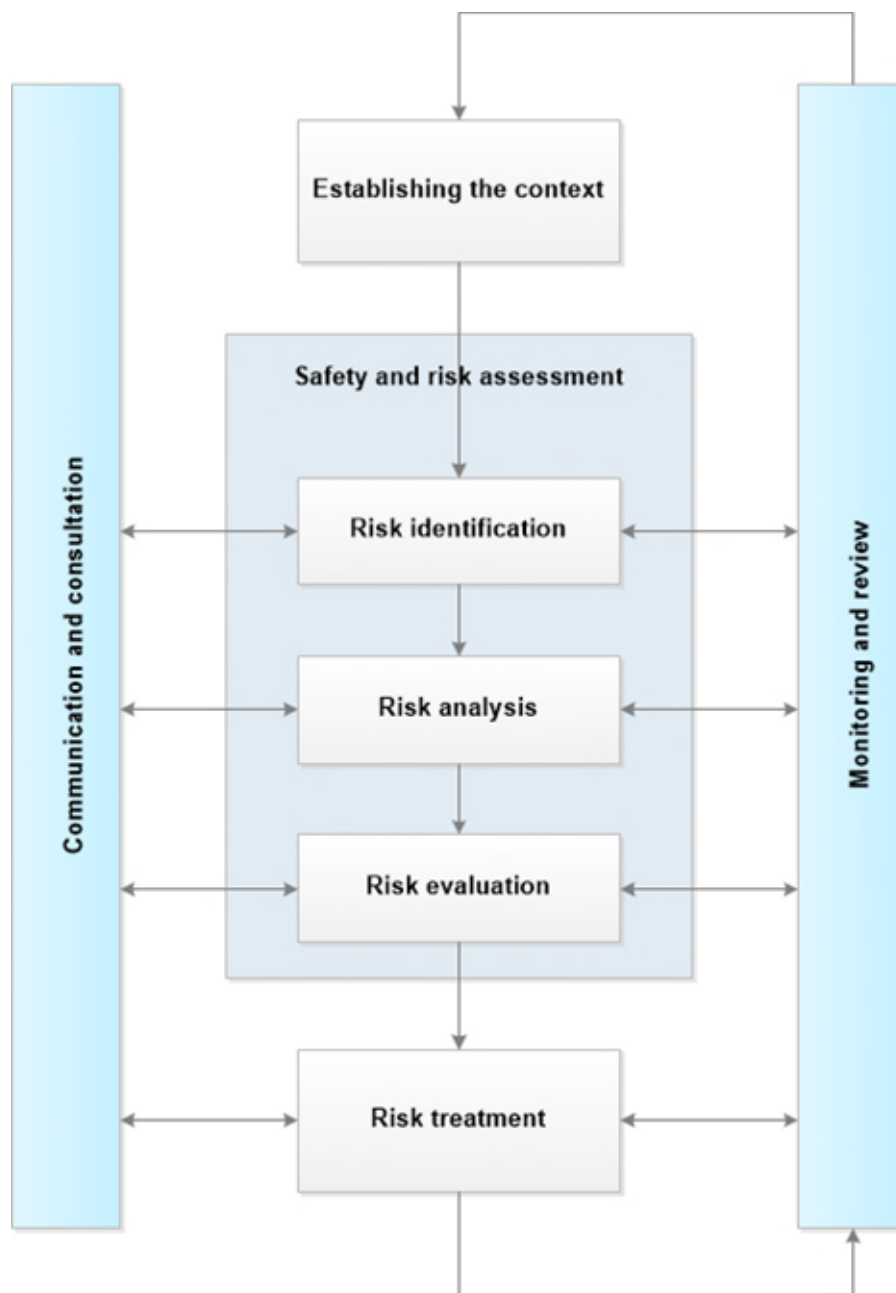 Establishing the context
Safety and risk assessment
Communication and consultation
Risk identification
Risk analysis
Risk evaluation
Monitoring and review
Risk treatment